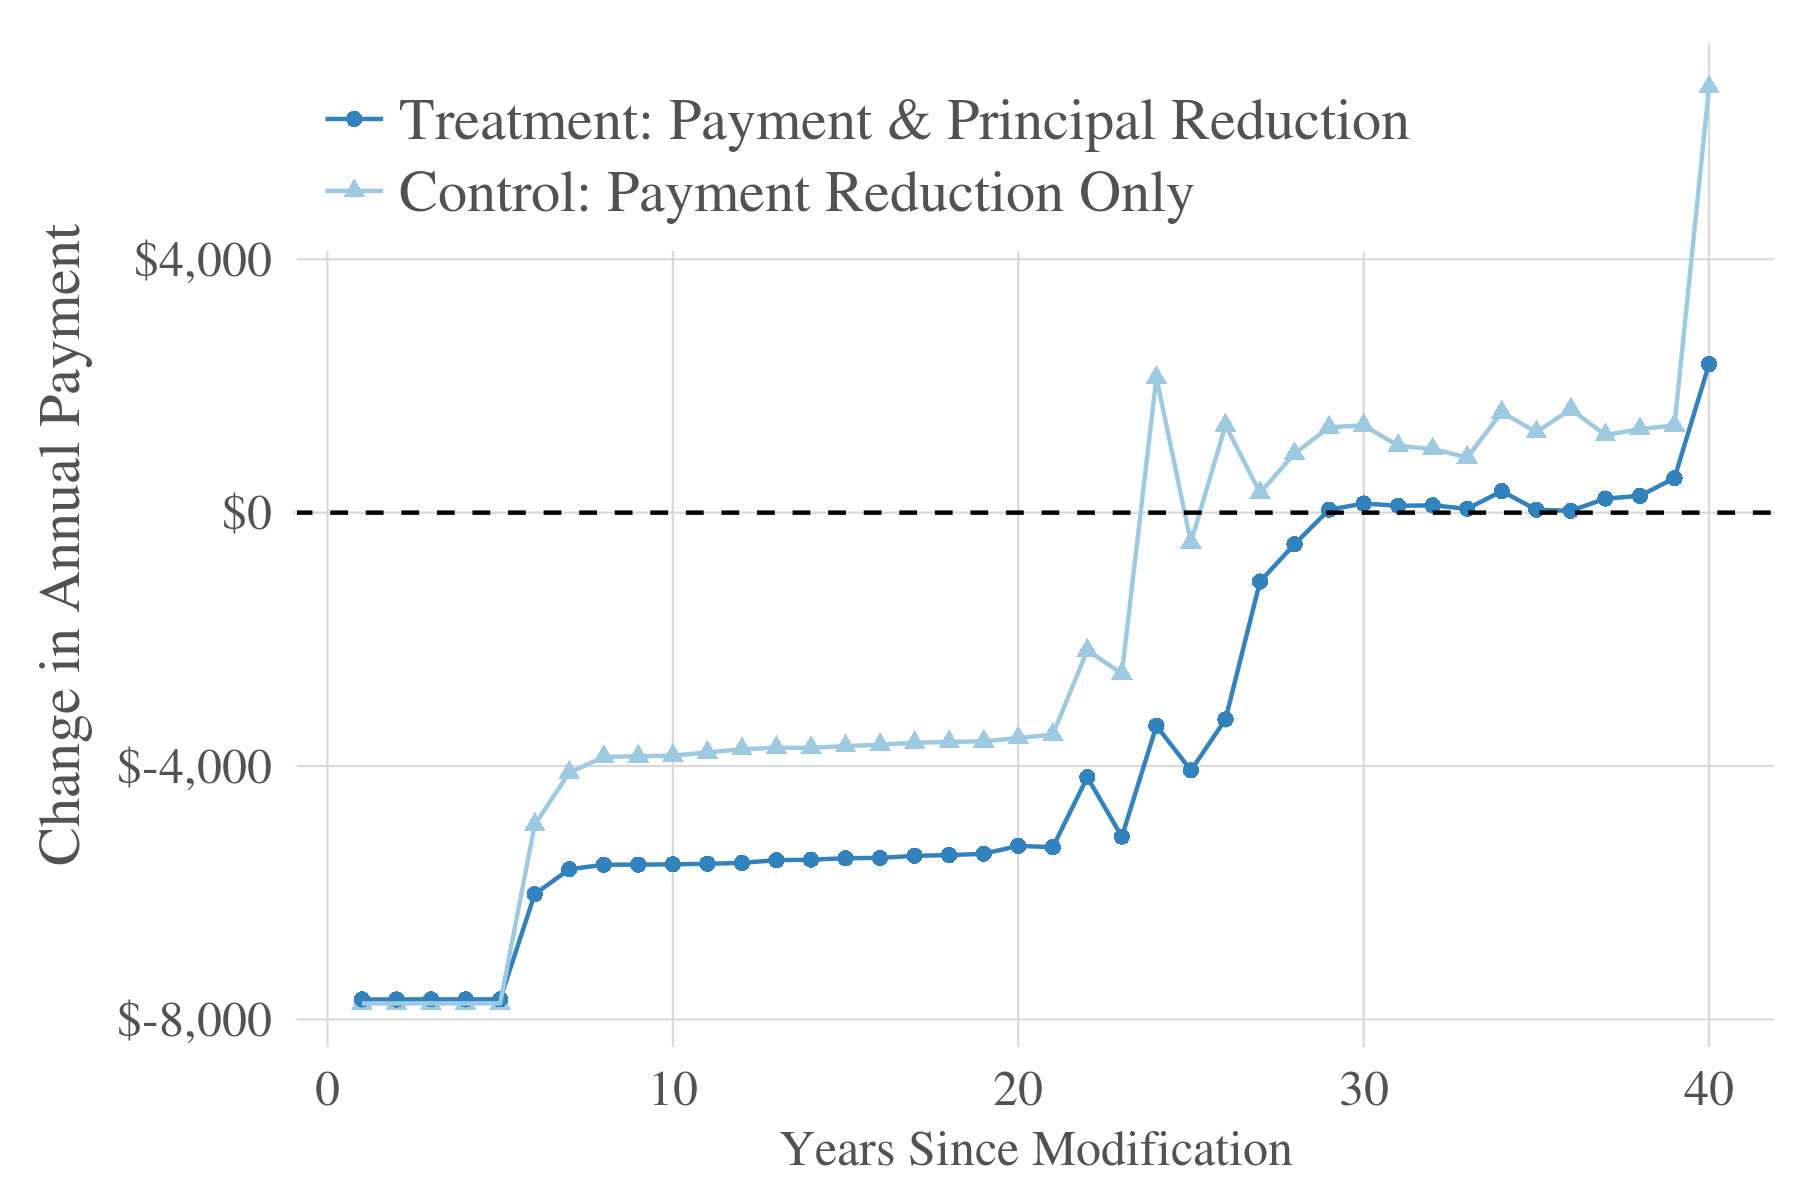 Treatment: Payment & Principal Reduction
Control: Payment Reduction Only
Change in Annual Payment
$4,000
$0
$-4,000
$-8,000
0 10 20 30 40
Years Since Modification